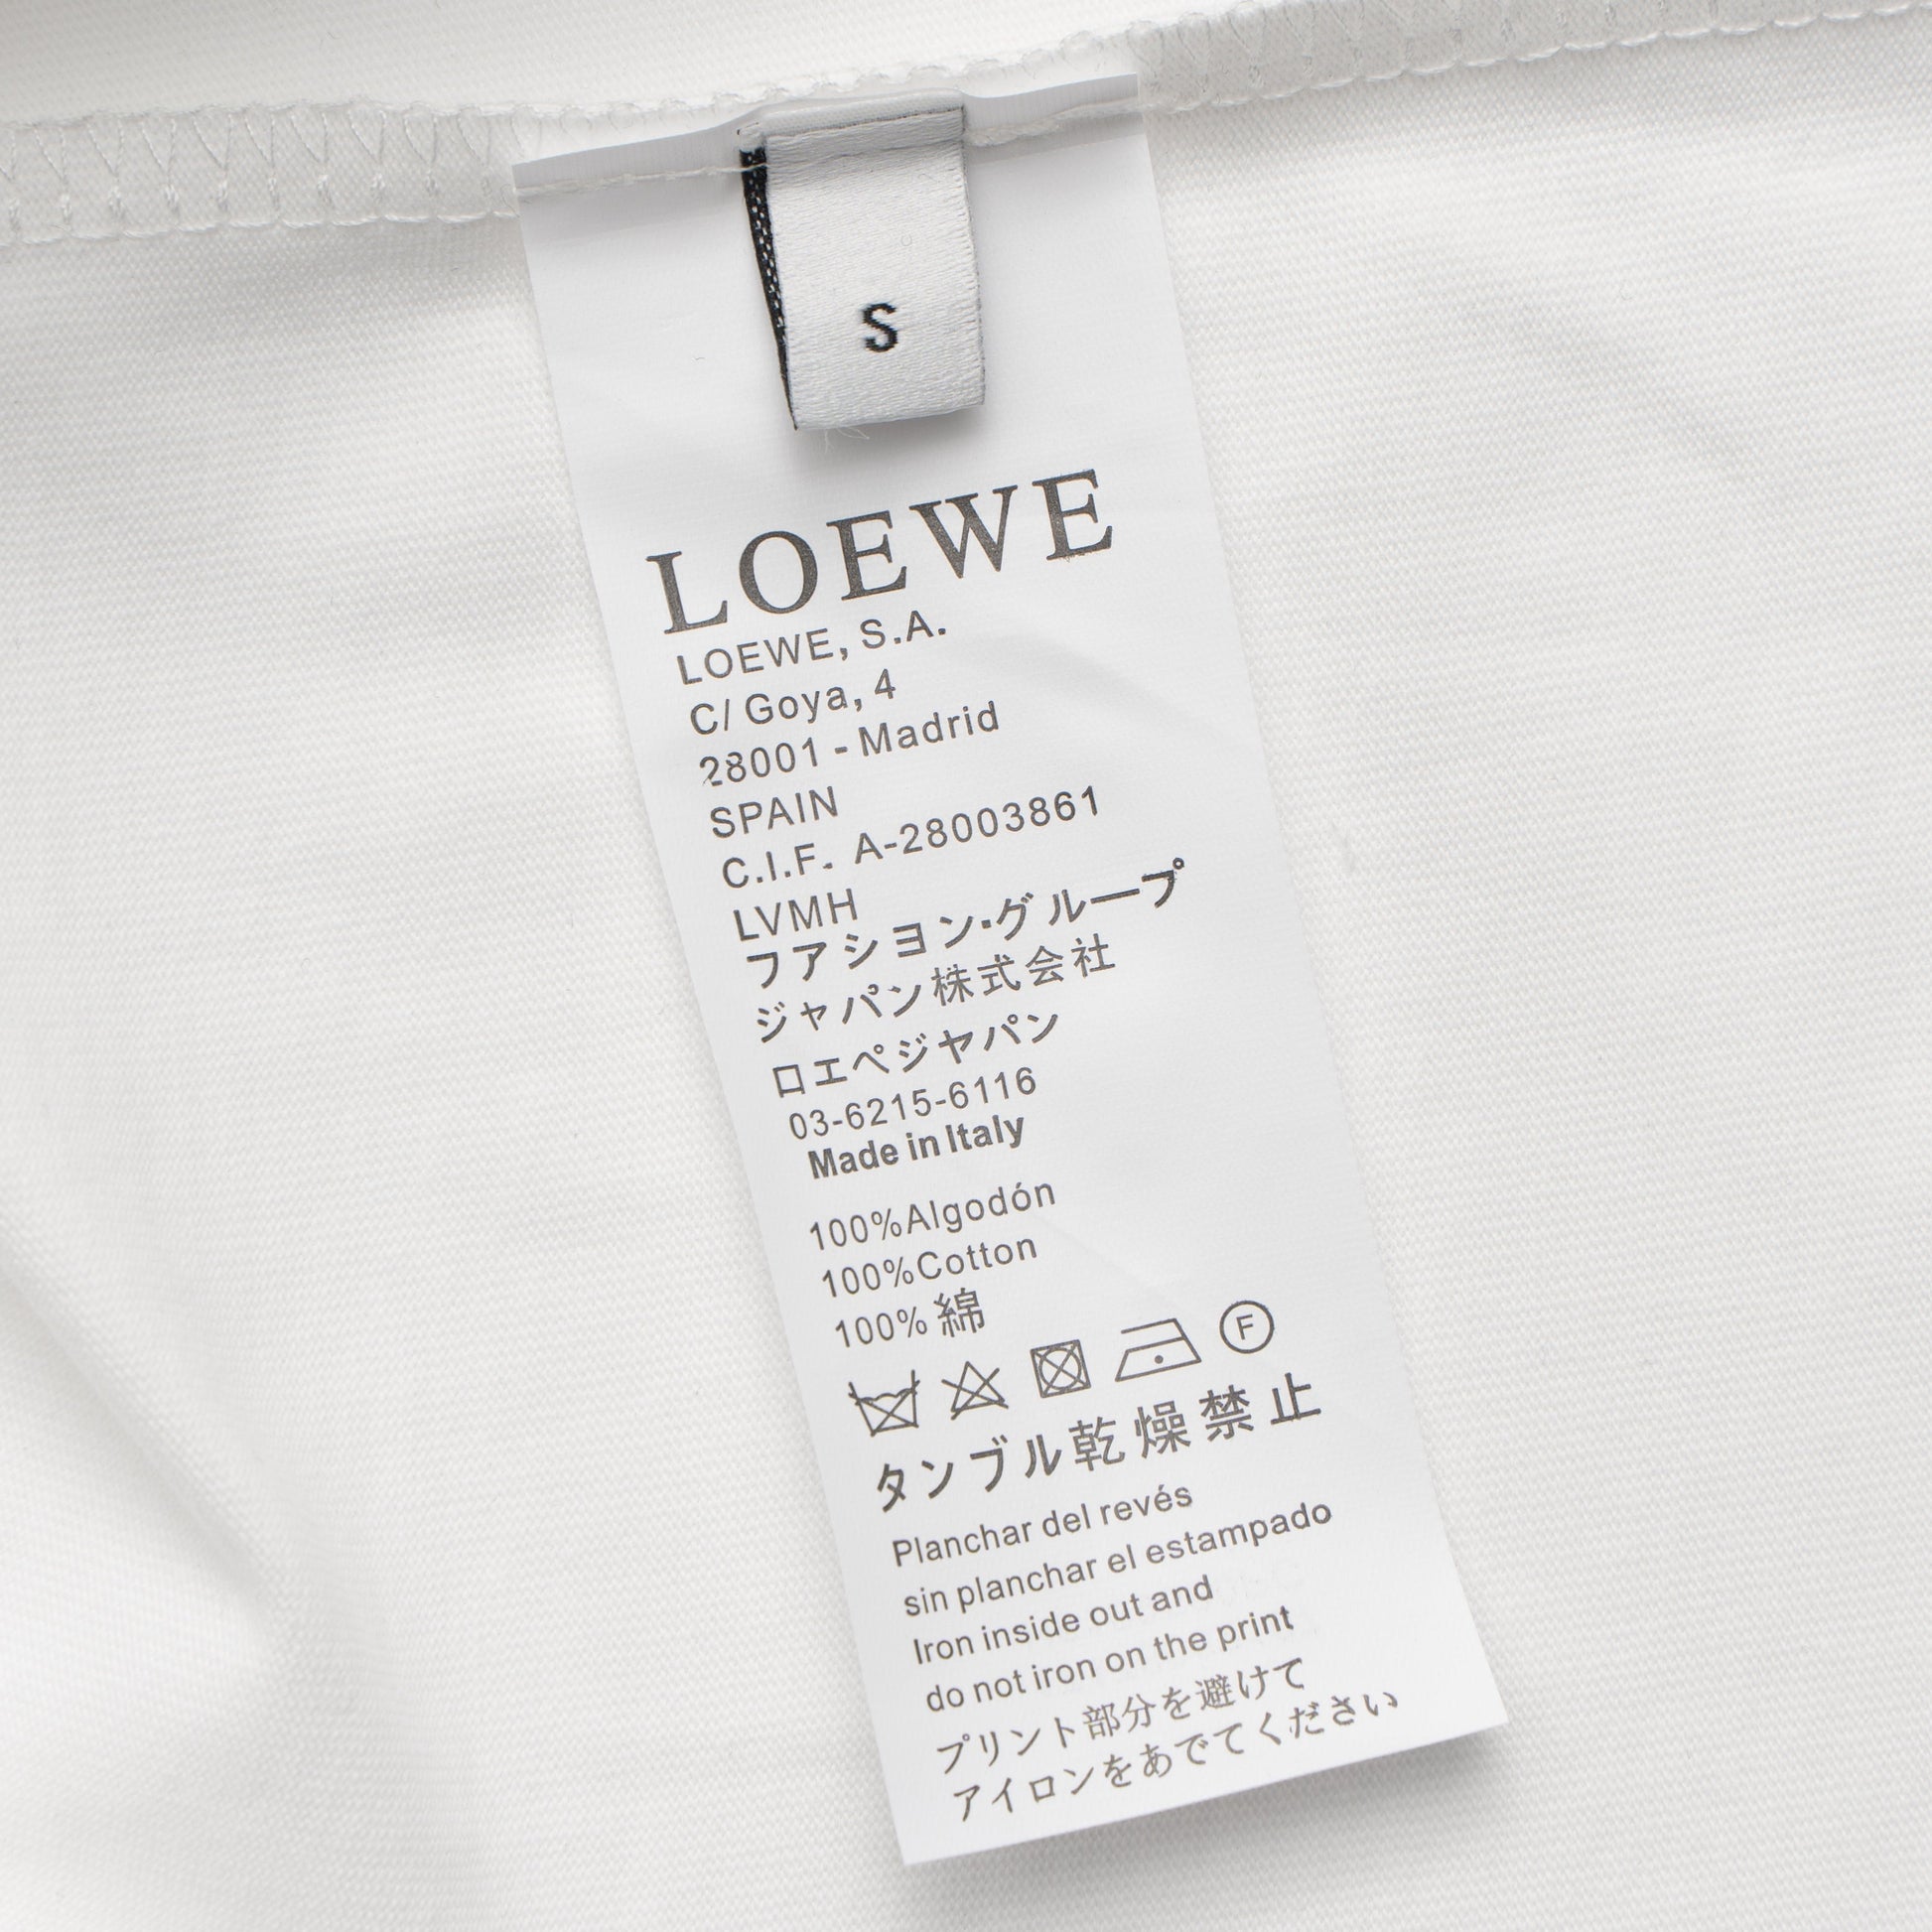 S
LOEWE
LOEWE, S.A.
C/ Goya, 4
28001 - Madrid
SPAIN
C.I.F. A-28003861
LVMH
フアシヨン・グループ
ジャパン株式会社
ロエペジヤパン
03-6215-6116
Made in Italy
100%Algodón
100%Cotton
100% 綿
F
タンブル乾燥禁止
Planchar del revés
sin planchar el estampado
Iron inside out and
do not iron on the print
プリント部分を避けて
アイロンをあでてください